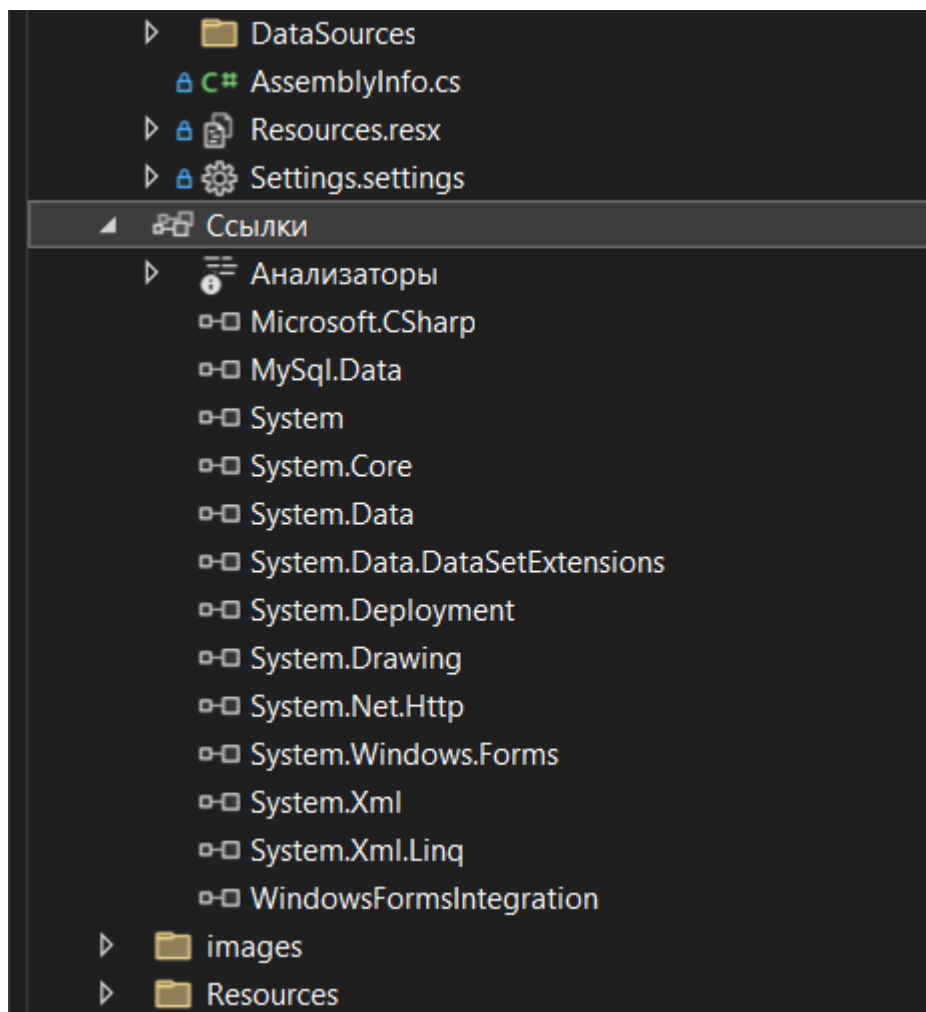 DataSources
C# AssemblyInfo.cs
Resources.resx
Settings.settings
Ссылки
Анализаторы
Microsoft.CSharp
MySql.Data
System
System.Core
System.Data
System.Data.DataSetExtensions
System.Deployment
System.Drawing
System.Net.Http
System.Windows.Forms
System.Xml
System.Xml.Linq
WindowsFormsIntegration
images
Resources